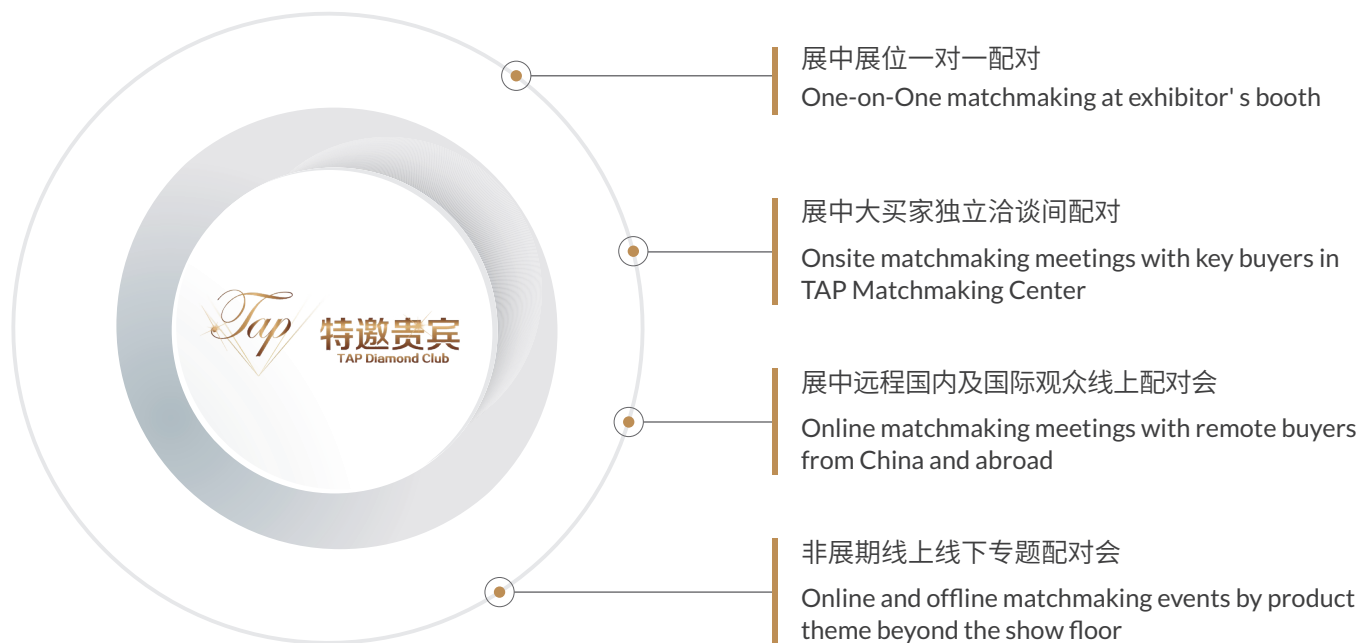 展中展位一对一配对
One-on-One matchmaking at exhibitor' s booth
展中大买家独立洽谈间配对
Onsite matchmaking meetings with key buyers in
TAP Matchmaking Center
Tap 特邀贵宾
TAP Diamond Club
展中远程国内及国际观众线上配对会
Online matchmaking meetings with remote buyers
from China and abroad
非展期线上线下专题配对会
Online and offline matchmaking events by product
theme beyond the show floor